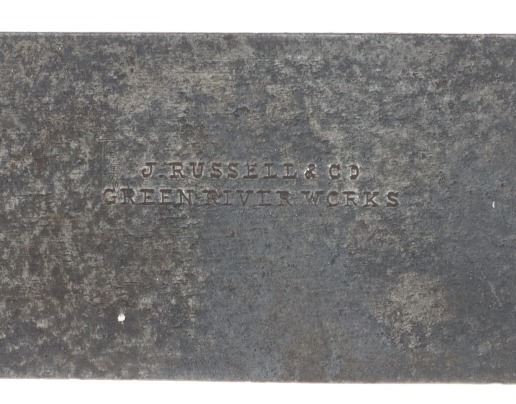 J. RUSSELL & CO
GREEN RIVER WORKS